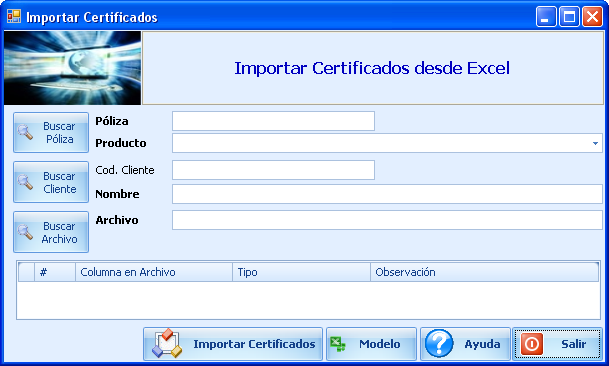 Importar Certificados
Importar Certificados desde Excel
Buscar
Póliza
Póliza
Producto
Buscar
Cliente
Cod. Cliente
Nombre
Buscar
Archivo
Archivo
# Columna en Archivo Tipo Observación
Importar Certificados Modelo Ayuda Salir